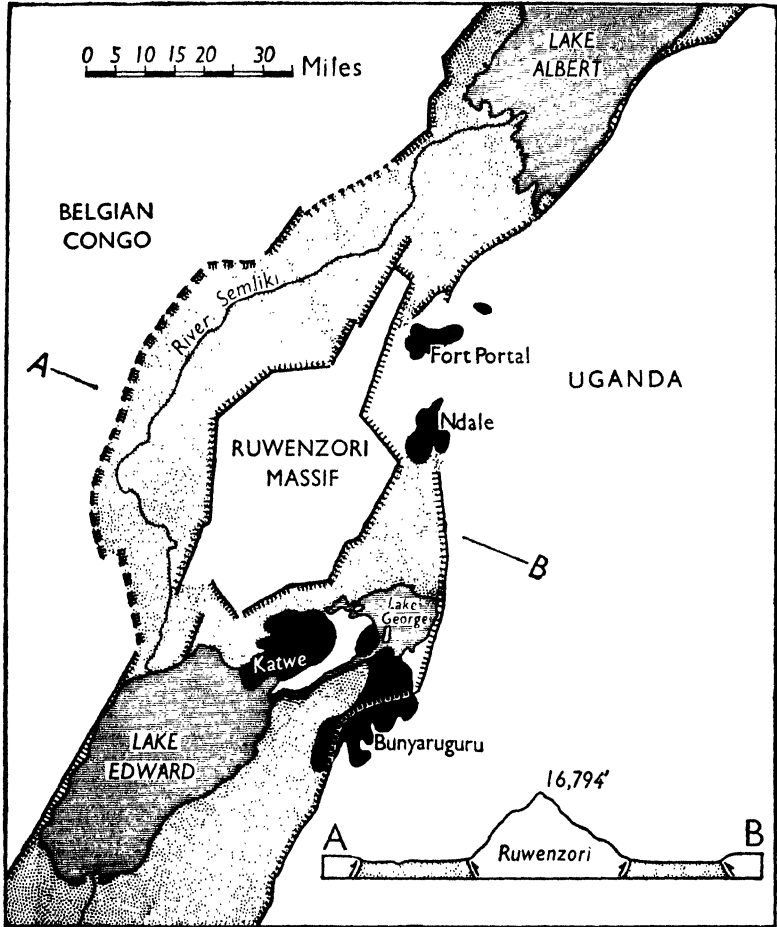 0 5 10 15 20 30
Miles
LAKE
ALBERT
BELGIAN
CONGO
River Semliki
A
Fort Portal
UGANDA
Ndale
RUWENZORI
MASSIF
B
Lake
George
Katwe
Bunyaruguru
LAKE
EDWARD
16,794'
A
B
Ruwenzori